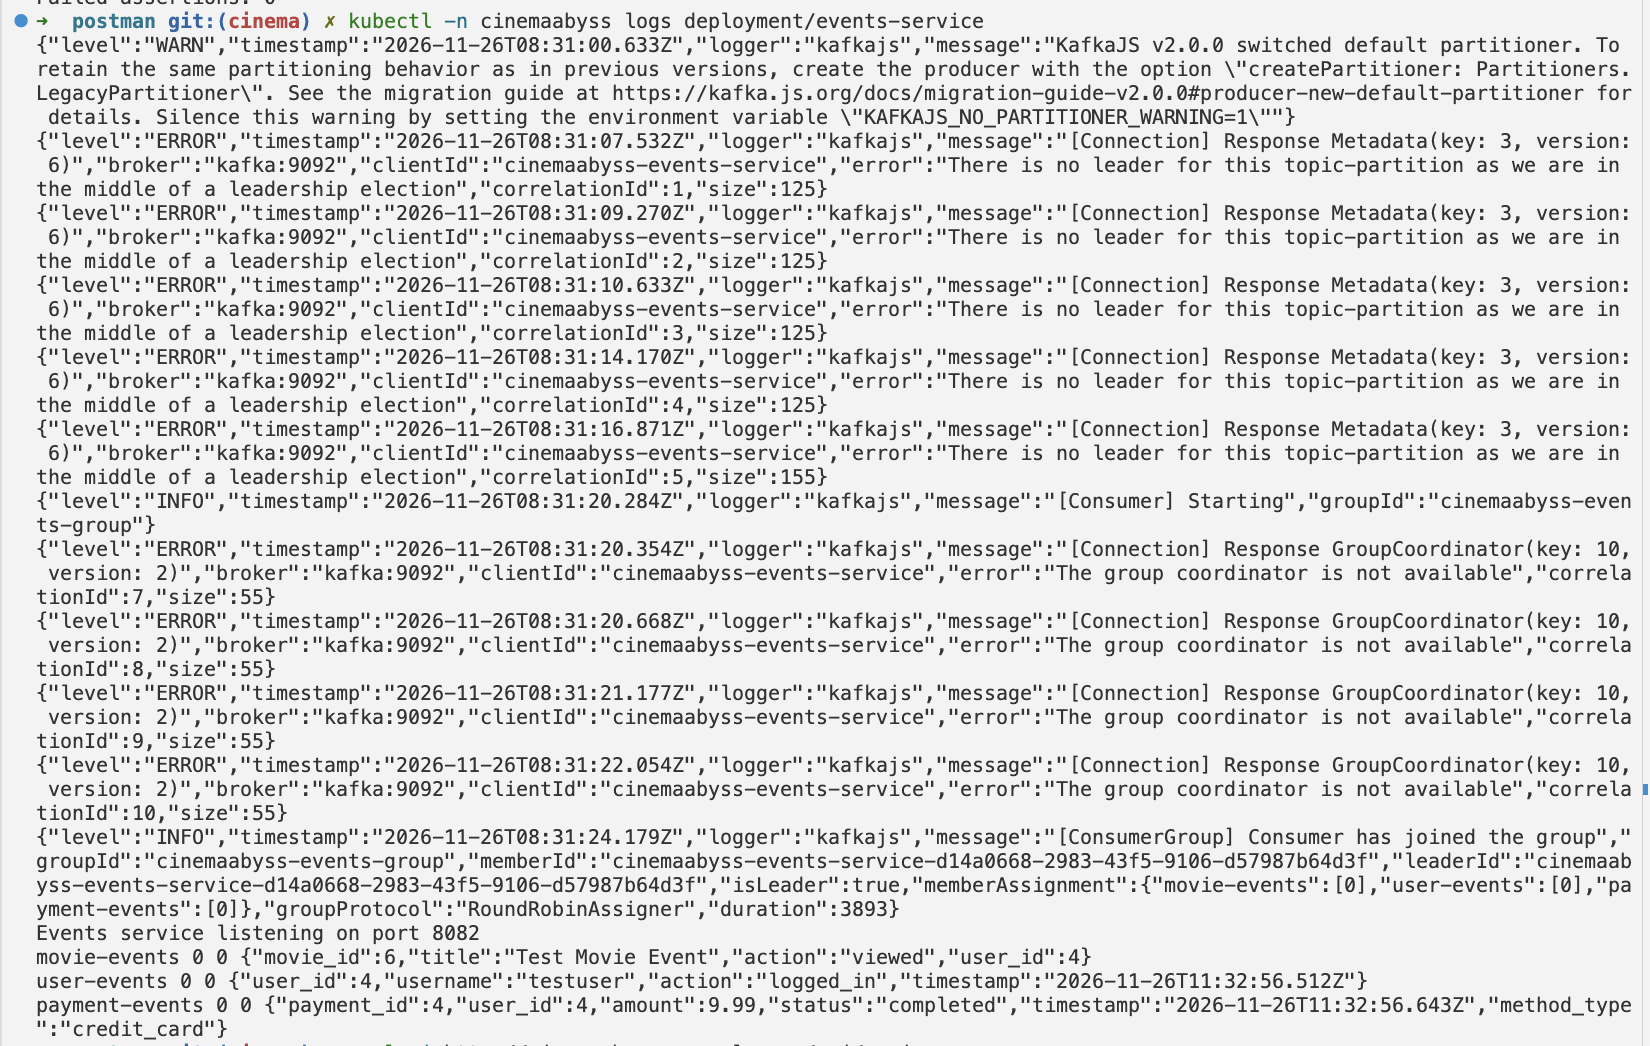 ➜  postman git:(cinema) ✗ kubectl -n cinemaabyss logs deployment/events-service
{"level":"WARN","timestamp":"2026-11-26T08:31:00.633Z","logger":"kafkajs","message":"KafkaJS v2.0.0 switched default partitioner. To
retain the same partitioning behavior as in previous versions, create the producer with the option \"createPartitioner: Partitioners.
LegacyPartitioner\". See the migration guide at https://kafka.js.org/docs/migration-guide-v2.0.0#producer-new-default-partitioner for
 details. Silence this warning by setting the environment variable \"KAFKAJS_NO_PARTITIONER_WARNING=1\""}
{"level":"ERROR","timestamp":"2026-11-26T08:31:07.532Z","logger":"kafkajs","message":"[Connection] Response Metadata(key: 3, version:
 6)","broker":"kafka:9092","clientId":"cinemaabyss-events-service","error":"There is no leader for this topic-partition as we are in
the middle of a leadership election","correlationId":1,"size":125}
{"level":"ERROR","timestamp":"2026-11-26T08:31:09.270Z","logger":"kafkajs","message":"[Connection] Response Metadata(key: 3, version:
 6)","broker":"kafka:9092","clientId":"cinemaabyss-events-service","error":"There is no leader for this topic-partition as we are in
the middle of a leadership election","correlationId":2,"size":125}
{"level":"ERROR","timestamp":"2026-11-26T08:31:10.633Z","logger":"kafkajs","message":"[Connection] Response Metadata(key: 3, version:
 6)","broker":"kafka:9092","clientId":"cinemaabyss-events-service","error":"There is no leader for this topic-partition as we are in
the middle of a leadership election","correlationId":3,"size":125}
{"level":"ERROR","timestamp":"2026-11-26T08:31:14.170Z","logger":"kafkajs","message":"[Connection] Response Metadata(key: 3, version:
 6)","broker":"kafka:9092","clientId":"cinemaabyss-events-service","error":"There is no leader for this topic-partition as we are in
the middle of a leadership election","correlationId":4,"size":125}
{"level":"ERROR","timestamp":"2026-11-26T08:31:16.871Z","logger":"kafkajs","message":"[Connection] Response Metadata(key: 3, version:
 6)","broker":"kafka:9092","clientId":"cinemaabyss-events-service","error":"There is no leader for this topic-partition as we are in
the middle of a leadership election","correlationId":5,"size":155}
{"level":"INFO","timestamp":"2026-11-26T08:31:20.284Z","logger":"kafkajs","message":"[Consumer] Starting","groupId":"cinemaabyss-even
ts-group"}
{"level":"ERROR","timestamp":"2026-11-26T08:31:20.354Z","logger":"kafkajs","message":"[Connection] Response GroupCoordinator(key: 10,
 version: 2)","broker":"kafka:9092","clientId":"cinemaabyss-events-service","error":"The group coordinator is not available","correla
tionId":7,"size":55}
{"level":"ERROR","timestamp":"2026-11-26T08:31:20.668Z","logger":"kafkajs","message":"[Connection] Response GroupCoordinator(key: 10,
 version: 2)","broker":"kafka:9092","clientId":"cinemaabyss-events-service","error":"The group coordinator is not available","correla
tionId":8,"size":55}
{"level":"ERROR","timestamp":"2026-11-26T08:31:21.177Z","logger":"kafkajs","message":"[Connection] Response GroupCoordinator(key: 10,
 version: 2)","broker":"kafka:9092","clientId":"cinemaabyss-events-service","error":"The group coordinator is not available","correla
tionId":9,"size":55}
{"level":"ERROR","timestamp":"2026-11-26T08:31:22.054Z","logger":"kafkajs","message":"[Connection] Response GroupCoordinator(key: 10,
 version: 2)","broker":"kafka:9092","clientId":"cinemaabyss-events-service","error":"The group coordinator is not available","correla
tionId":10,"size":55}
{"level":"INFO","timestamp":"2026-11-26T08:31:24.179Z","logger":"kafkajs","message":"[ConsumerGroup] Consumer has joined the group","
groupId":"cinemaabyss-events-group","memberId":"cinemaabyss-events-service-d14a0668-2983-43f5-9106-d57987b64d3f","leaderId":"cinemaab
yss-events-service-d14a0668-2983-43f5-9106-d57987b64d3f","isLeader":true,"memberAssignment":{"movie-events":[0],"user-events":[0],"pa
yment-events":[0]},"groupProtocol":"RoundRobinAssigner","duration":3893}
Events service listening on port 8082
movie-events 0 0 {"movie_id":6,"title":"Test Movie Event","action":"viewed","user_id":4}
user-events 0 0 {"user_id":4,"username":"testuser","action":"logged_in","timestamp":"2026-11-26T11:32:56.512Z"}
payment-events 0 0 {"payment_id":4,"user_id":4,"amount":9.99,"status":"completed","timestamp":"2026-11-26T11:32:56.643Z","method_type
":"credit_card"}